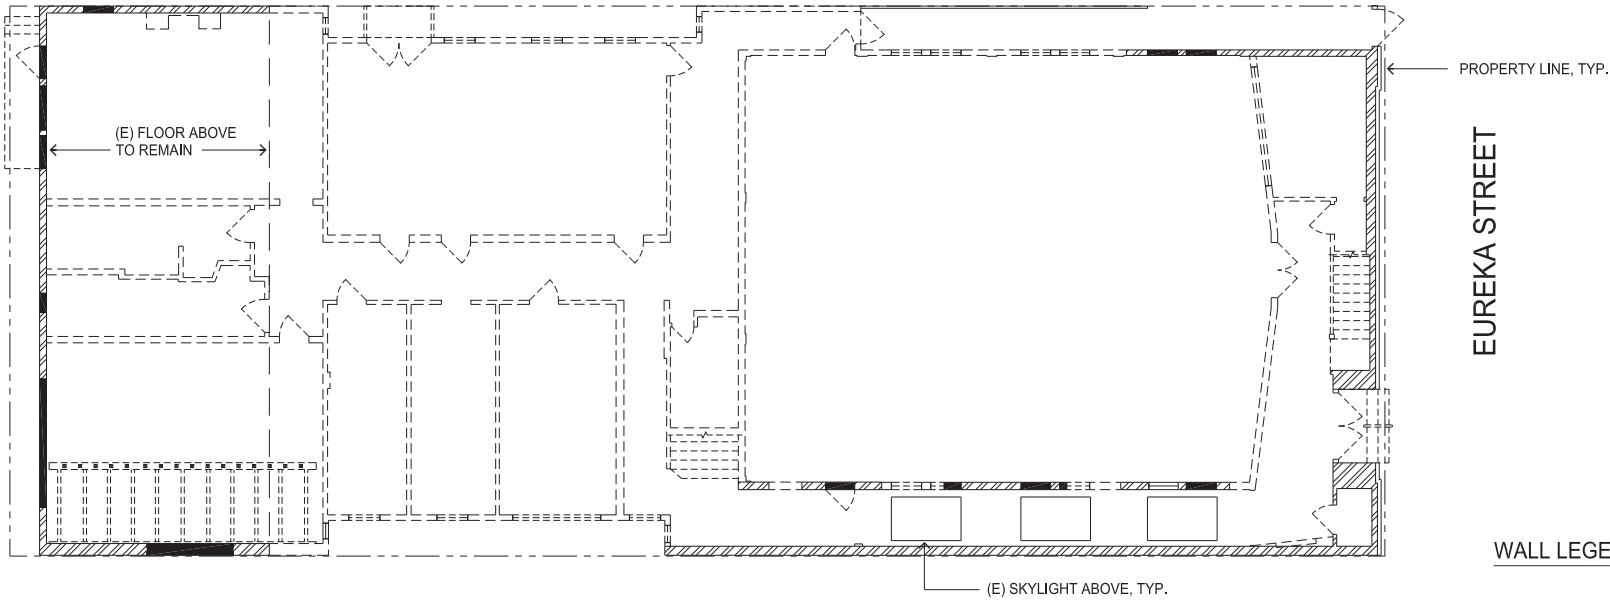 PROPERTY LINE, TYP.
(E) FLOOR ABOVE
TO REMAIN
EUREKA STREET
WALL LEGE
(E) SKYLIGHT ABOVE, TYP.